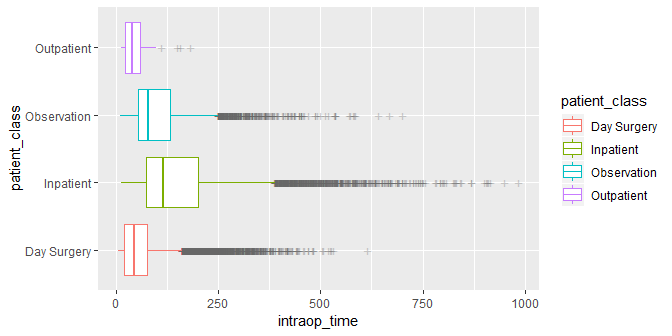 Outpatient
Observation
Inpatient
Day Surgery
patient_class
0
250
500
750
1000
intraop_time
patient_class
Day Surgery
Inpatient
Observation
Outpatient